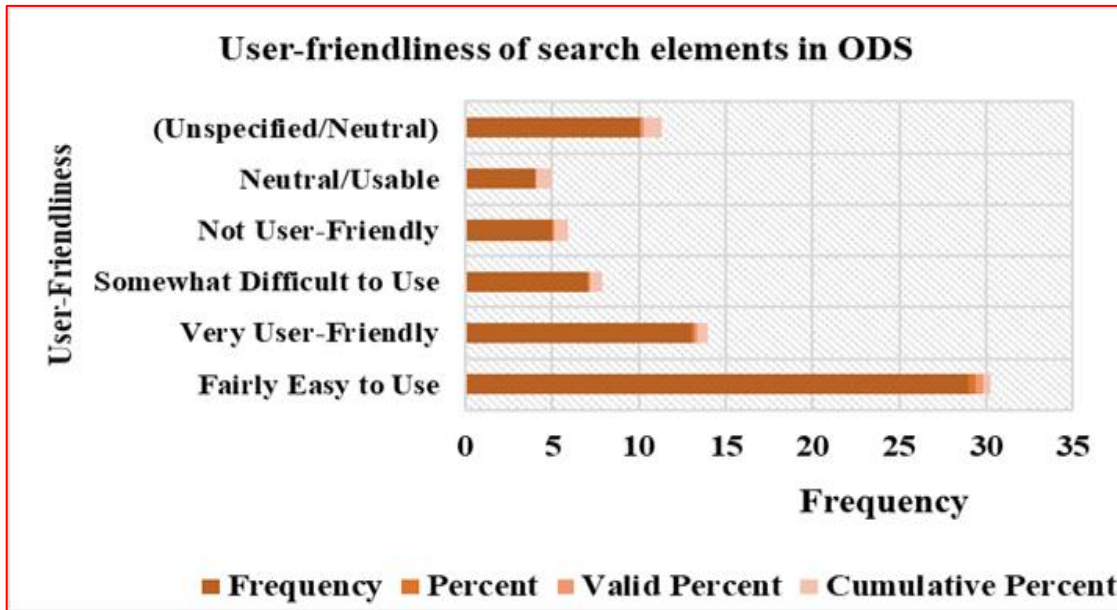 User-friendliness of search elements in ODS
User-Friendliness
(Unspecified/Neutral)
Neutral/Usable
Not User-Friendly
Somewhat Difficult to Use
Very User-Friendly
Fairly Easy to Use
0 5 10 15 20 25 30 35
Frequency
Frequency Percent Valid Percent Cumulative Percent